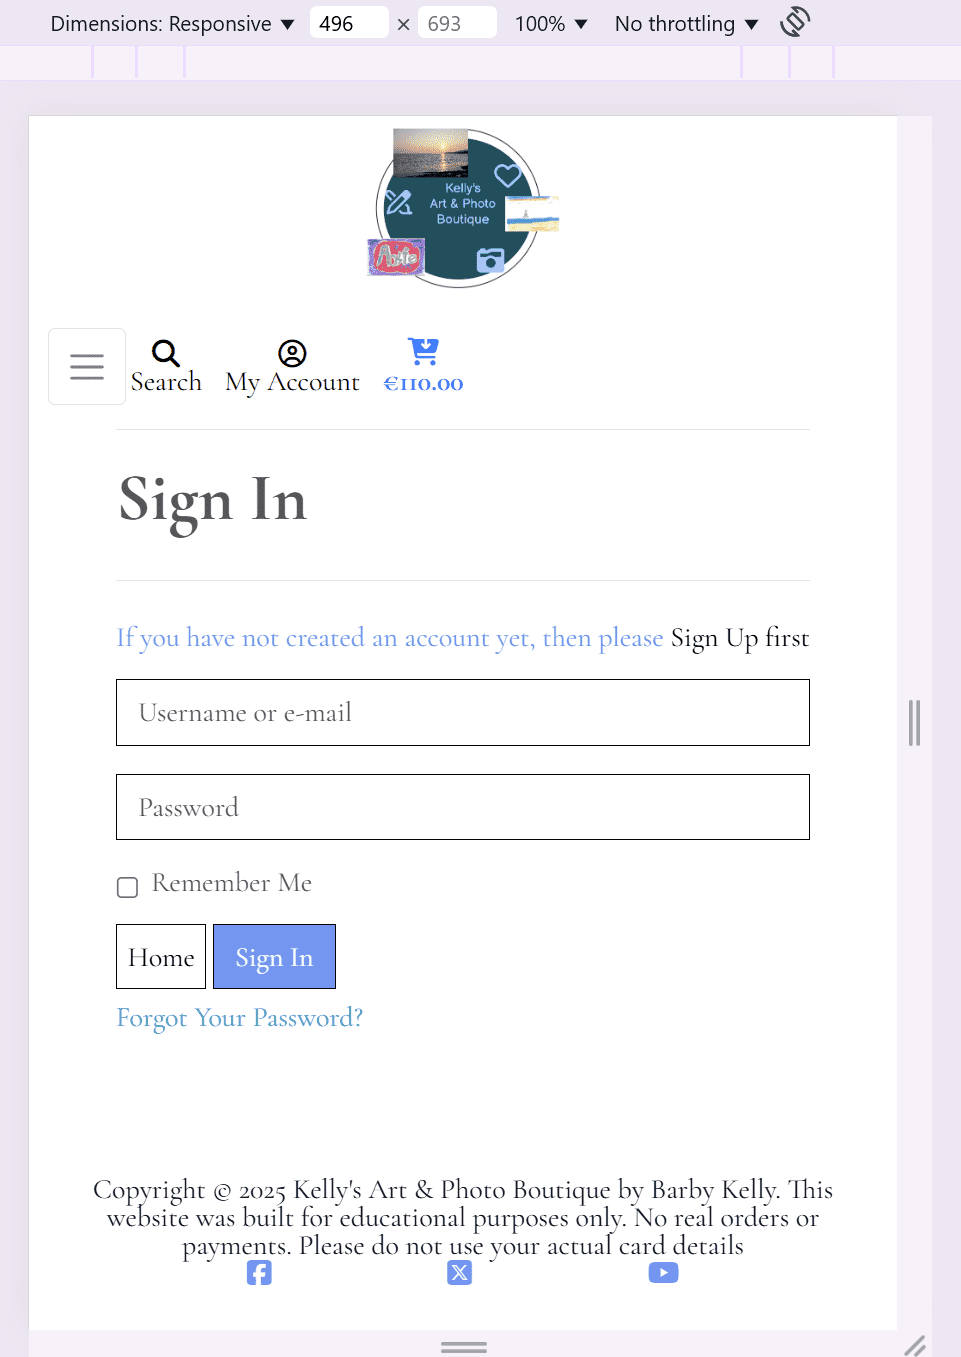 Dimensions: Responsive ▼ 496 × 693 100% ▼ No throttling ▼
Kelly's
Art & Photo
Boutique
Arts
Search My Account €110.00
Sign In
If you have not created an account yet, then please Sign Up first
Username or e-mail
Password
Remember Me
Home Sign In
Forgot Your Password?
Copyright © 2025 Kelly's Art & Photo Boutique by Barby Kelly. This
website was built for educational purposes only. No real orders or
payments. Please do not use your actual card details